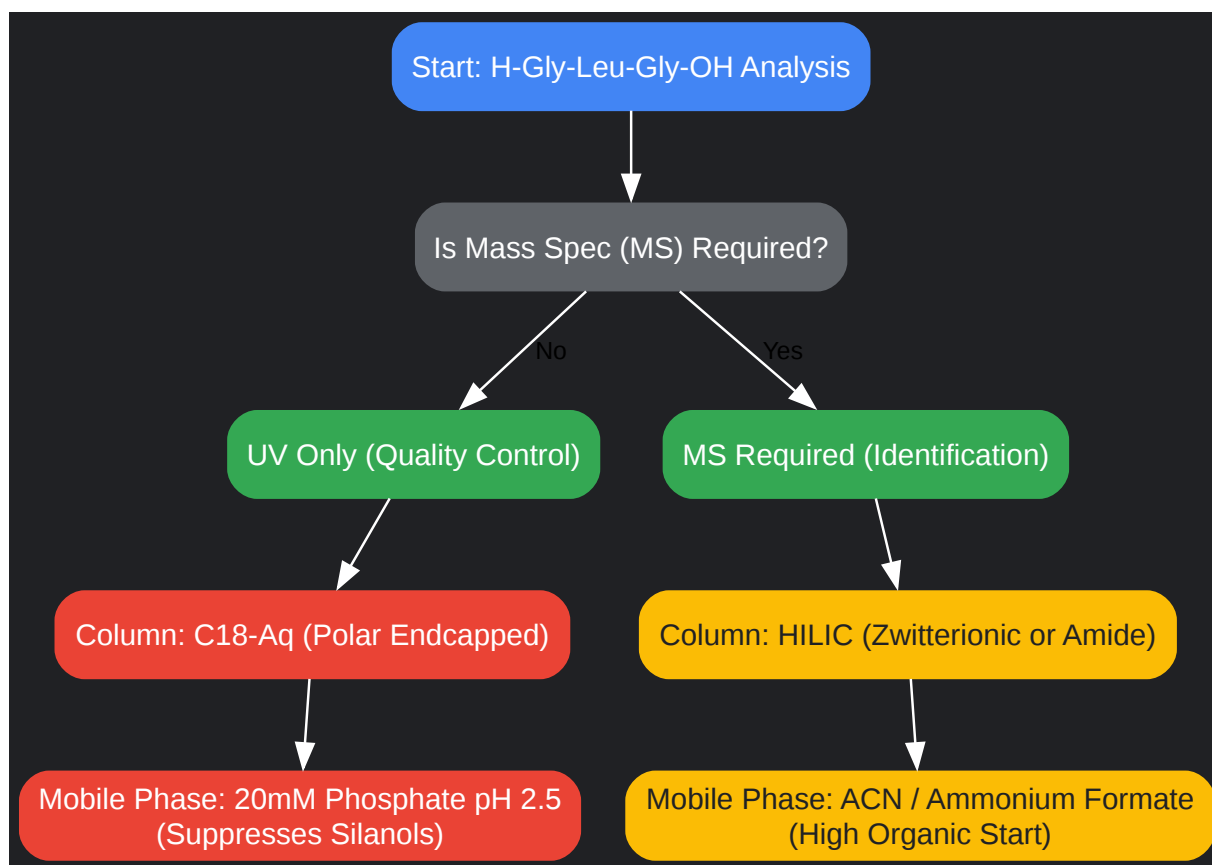 Start: H-Gly-Leu-Gly-OH Analysis
Is Mass Spec (MS) Required?
No
Yes
UV Only (Quality Control)
MS Required (Identification)
Column: C18-Aq (Polar Endcapped)
Column: HILIC (Zwitterionic or Amide)
Mobile Phase: 20mM Phosphate pH 2.5
(Suppresses Silanols)
Mobile Phase: ACN / Ammonium Formate
(High Organic Start)